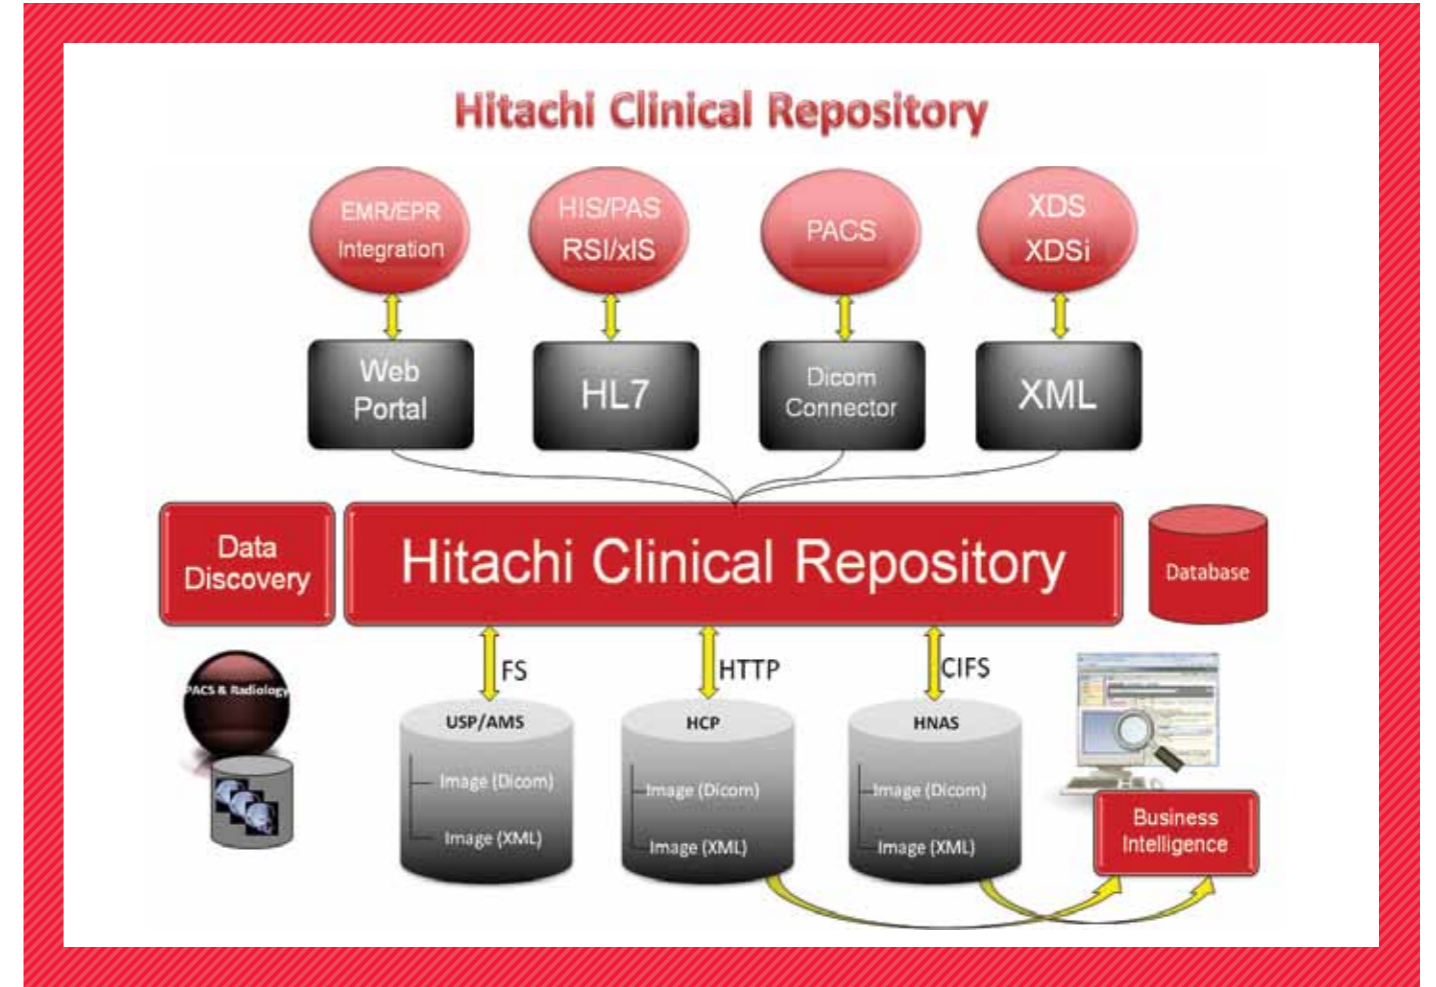 Hitachi Clinical Repository
EMR/EPR
Integration
HIS/PAS
RSI/xIS
PACS
XDS
XDSi
Web
Portal
HL7
Dicom
Connector
XML
Data
Discovery
Hitachi Clinical Repository
Database
PACS & Radiology
FS
HTTP
CIFS
USP/AMS
Image (Dicom)
Image (XML)
HCP
Image (Dicom)
Image (XML)
HNAS
Image (Dicom)
Image (XML)
Business
Intelligence